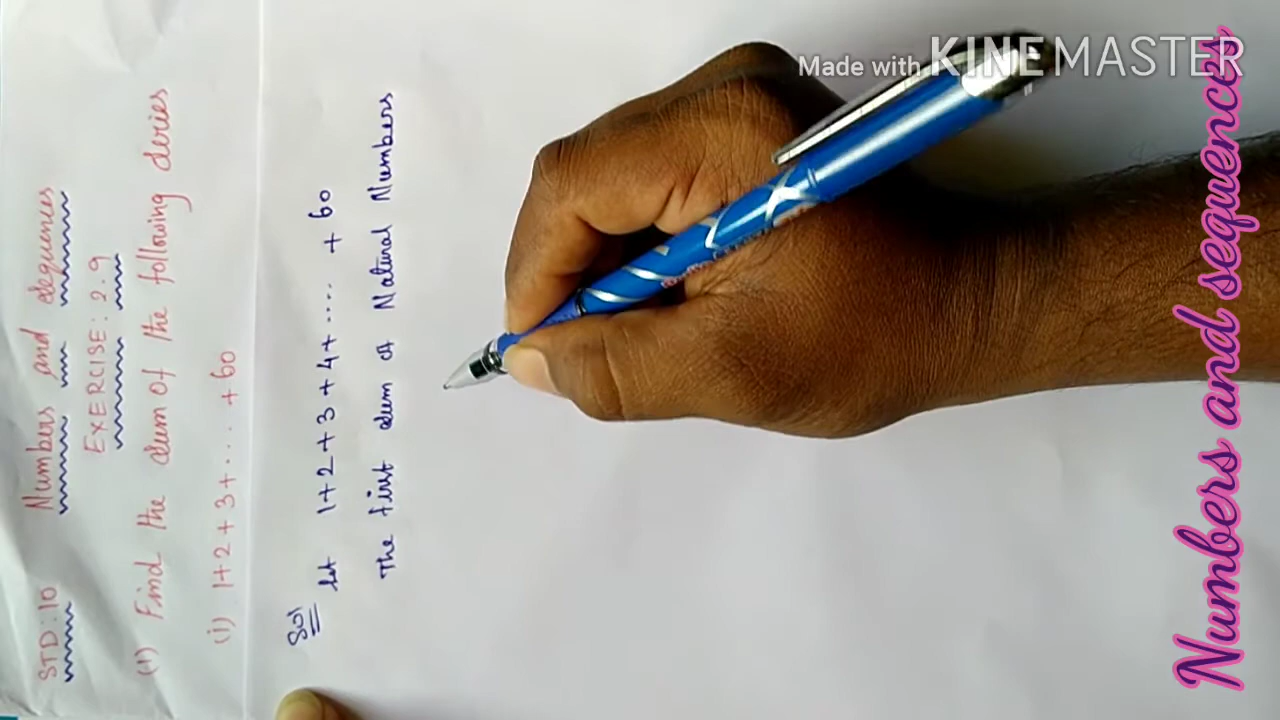 STD:10 Numbers and sequences
EXERCISE: 2.9
(1) Find the sum of the following series
(i) 1+2+3+... +60
Sol
let 1+2+3+4+.... +60
The first sum of Natural Numbers
Made with KINEMASTER
Numbers and sequences